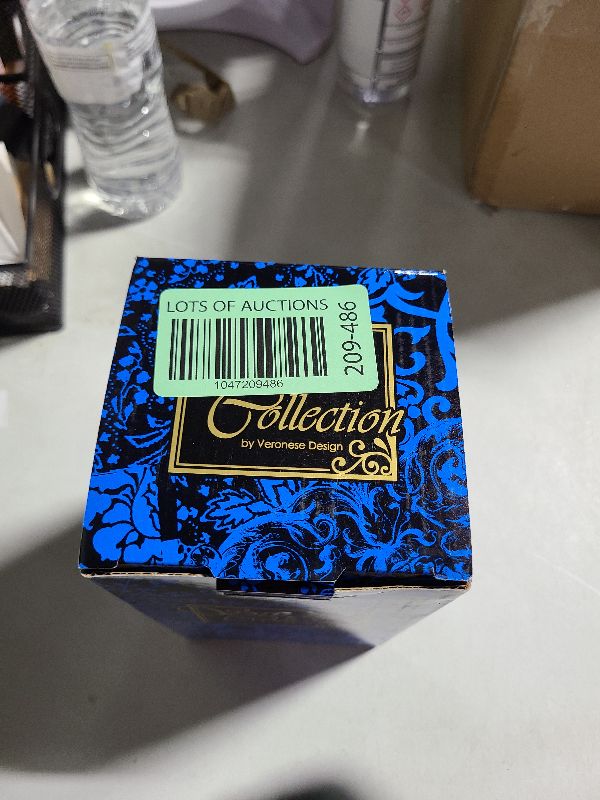 LOTS OF AUCTIONS
1047209486
209-486
Collection
by Veronese Design